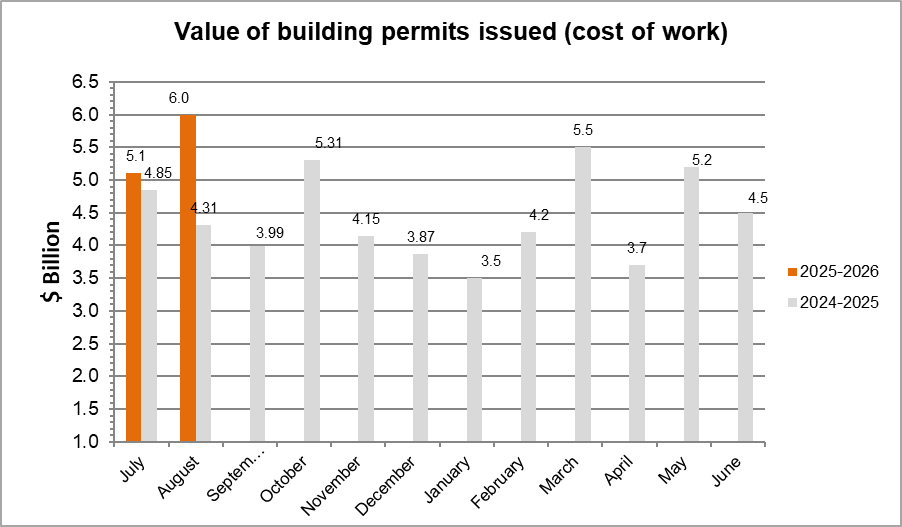 Value of building permits issued (cost of work)
$ Billion
6.5
6.0
5.5
5.0
4.5
4.0
3.5
3.0
2.5
2.0
1.5
1.0
5.1
4.85
6.0
4.31
3.99
5.31
4.15
3.87
3.5
4.2
5.5
3.7
5.2
4.5
July
August
Septem...
October
November
December
January
February
March
April
May
June
2025-2026
2024-2025